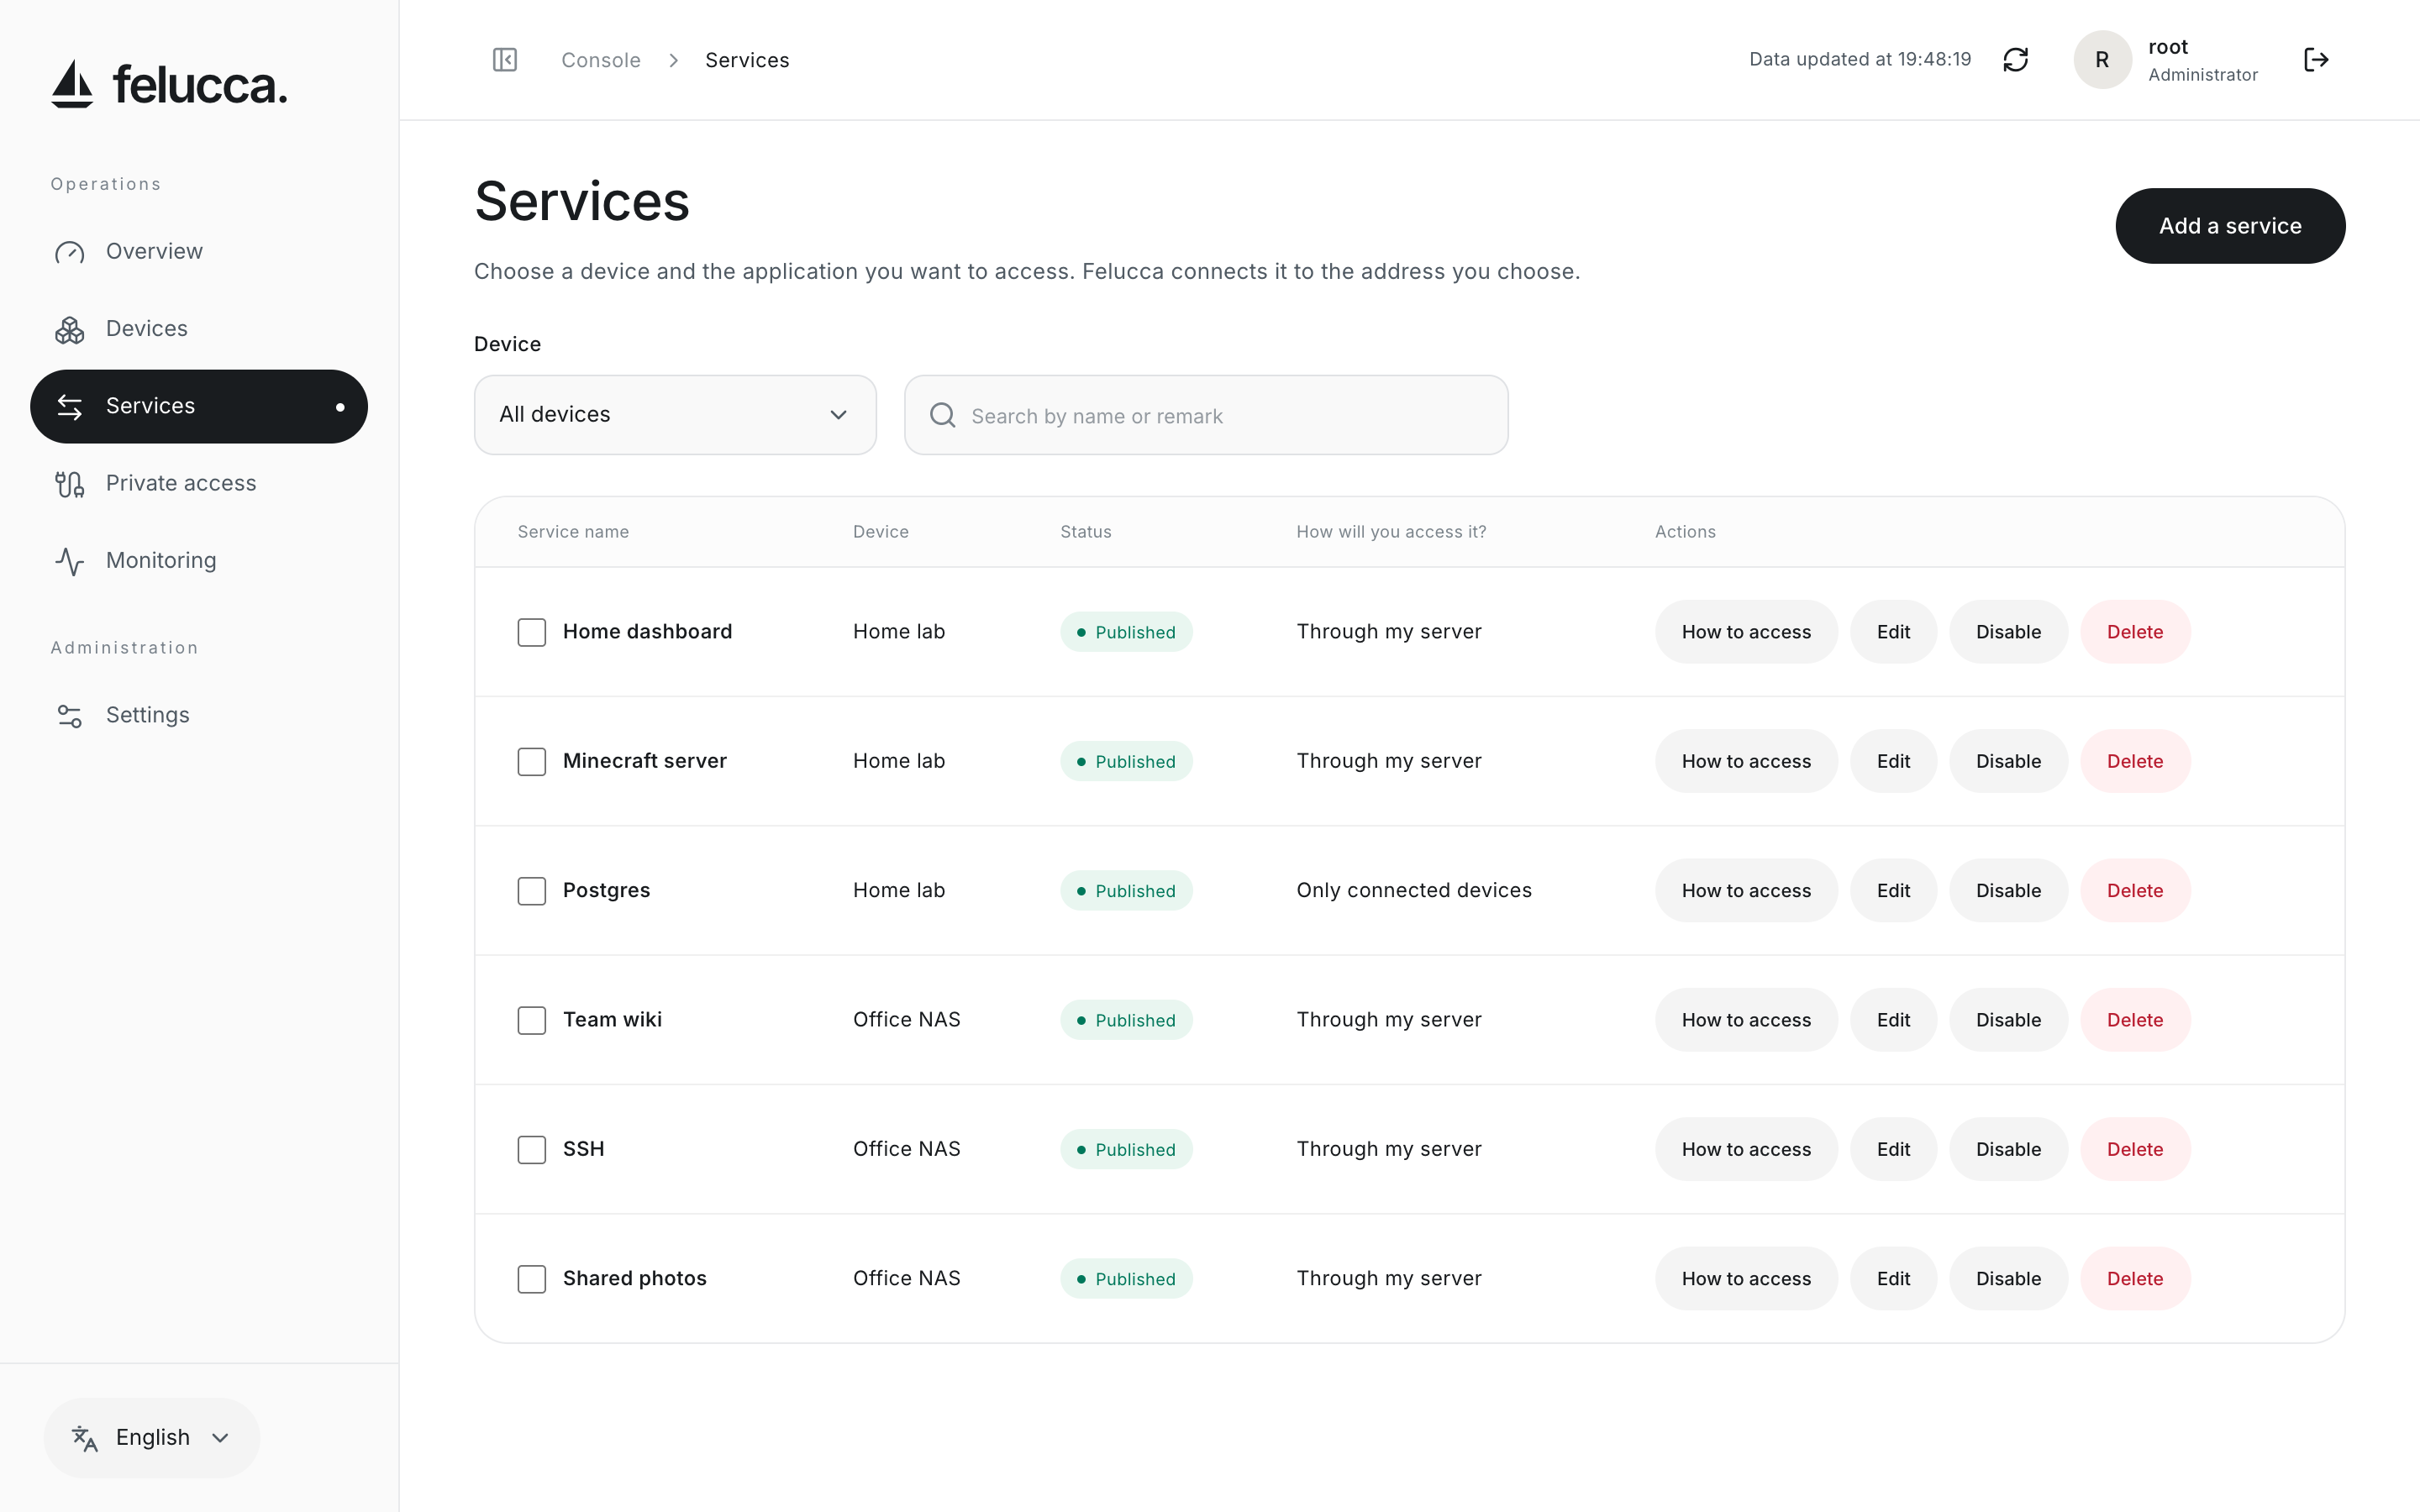 felucca.
Operations
Overview
Devices
Services
Private access
Monitoring
Administration
Settings
English
Console > Services
Data updated at 19:48:19
R
root
Administrator
Services
Choose a device and the application you want to access. Felucca connects it to the address you choose.
Add a service
Device
All devices
Search by name or remark
Service name Device Status How will you access it? Actions
Home dashboard Home lab Published Through my server How to access Edit Disable Delete
Minecraft server Home lab Published Through my server How to access Edit Disable Delete
Postgres Home lab Published Only connected devices How to access Edit Disable Delete
Team wiki Office NAS Published Through my server How to access Edit Disable Delete
SSH Office NAS Published Through my server How to access Edit Disable Delete
Shared photos Office NAS Published Through my server How to access Edit Disable Delete